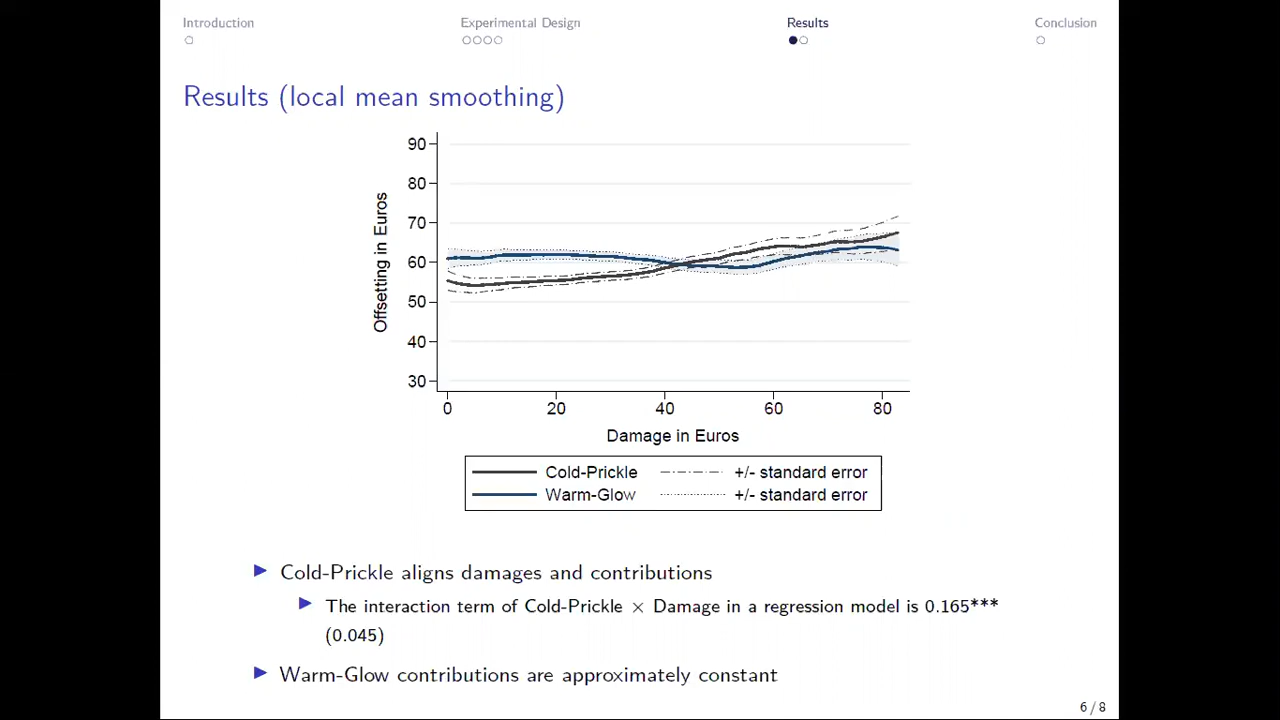 Introduction
Experimental Design
Results
Conclusion
Results (local mean smoothing)
90
80
70
60
50
40
30
Offsetting in Euros
0 20 40 60 80
Damage in Euros
Cold-Prickle +/- standard error
Warm-Glow +/- standard error
Cold-Prickle aligns damages and contributions
The interaction term of Cold-Prickle × Damage in a regression model is 0.165***
(0.045)
Warm-Glow contributions are approximately constant
6 / 8